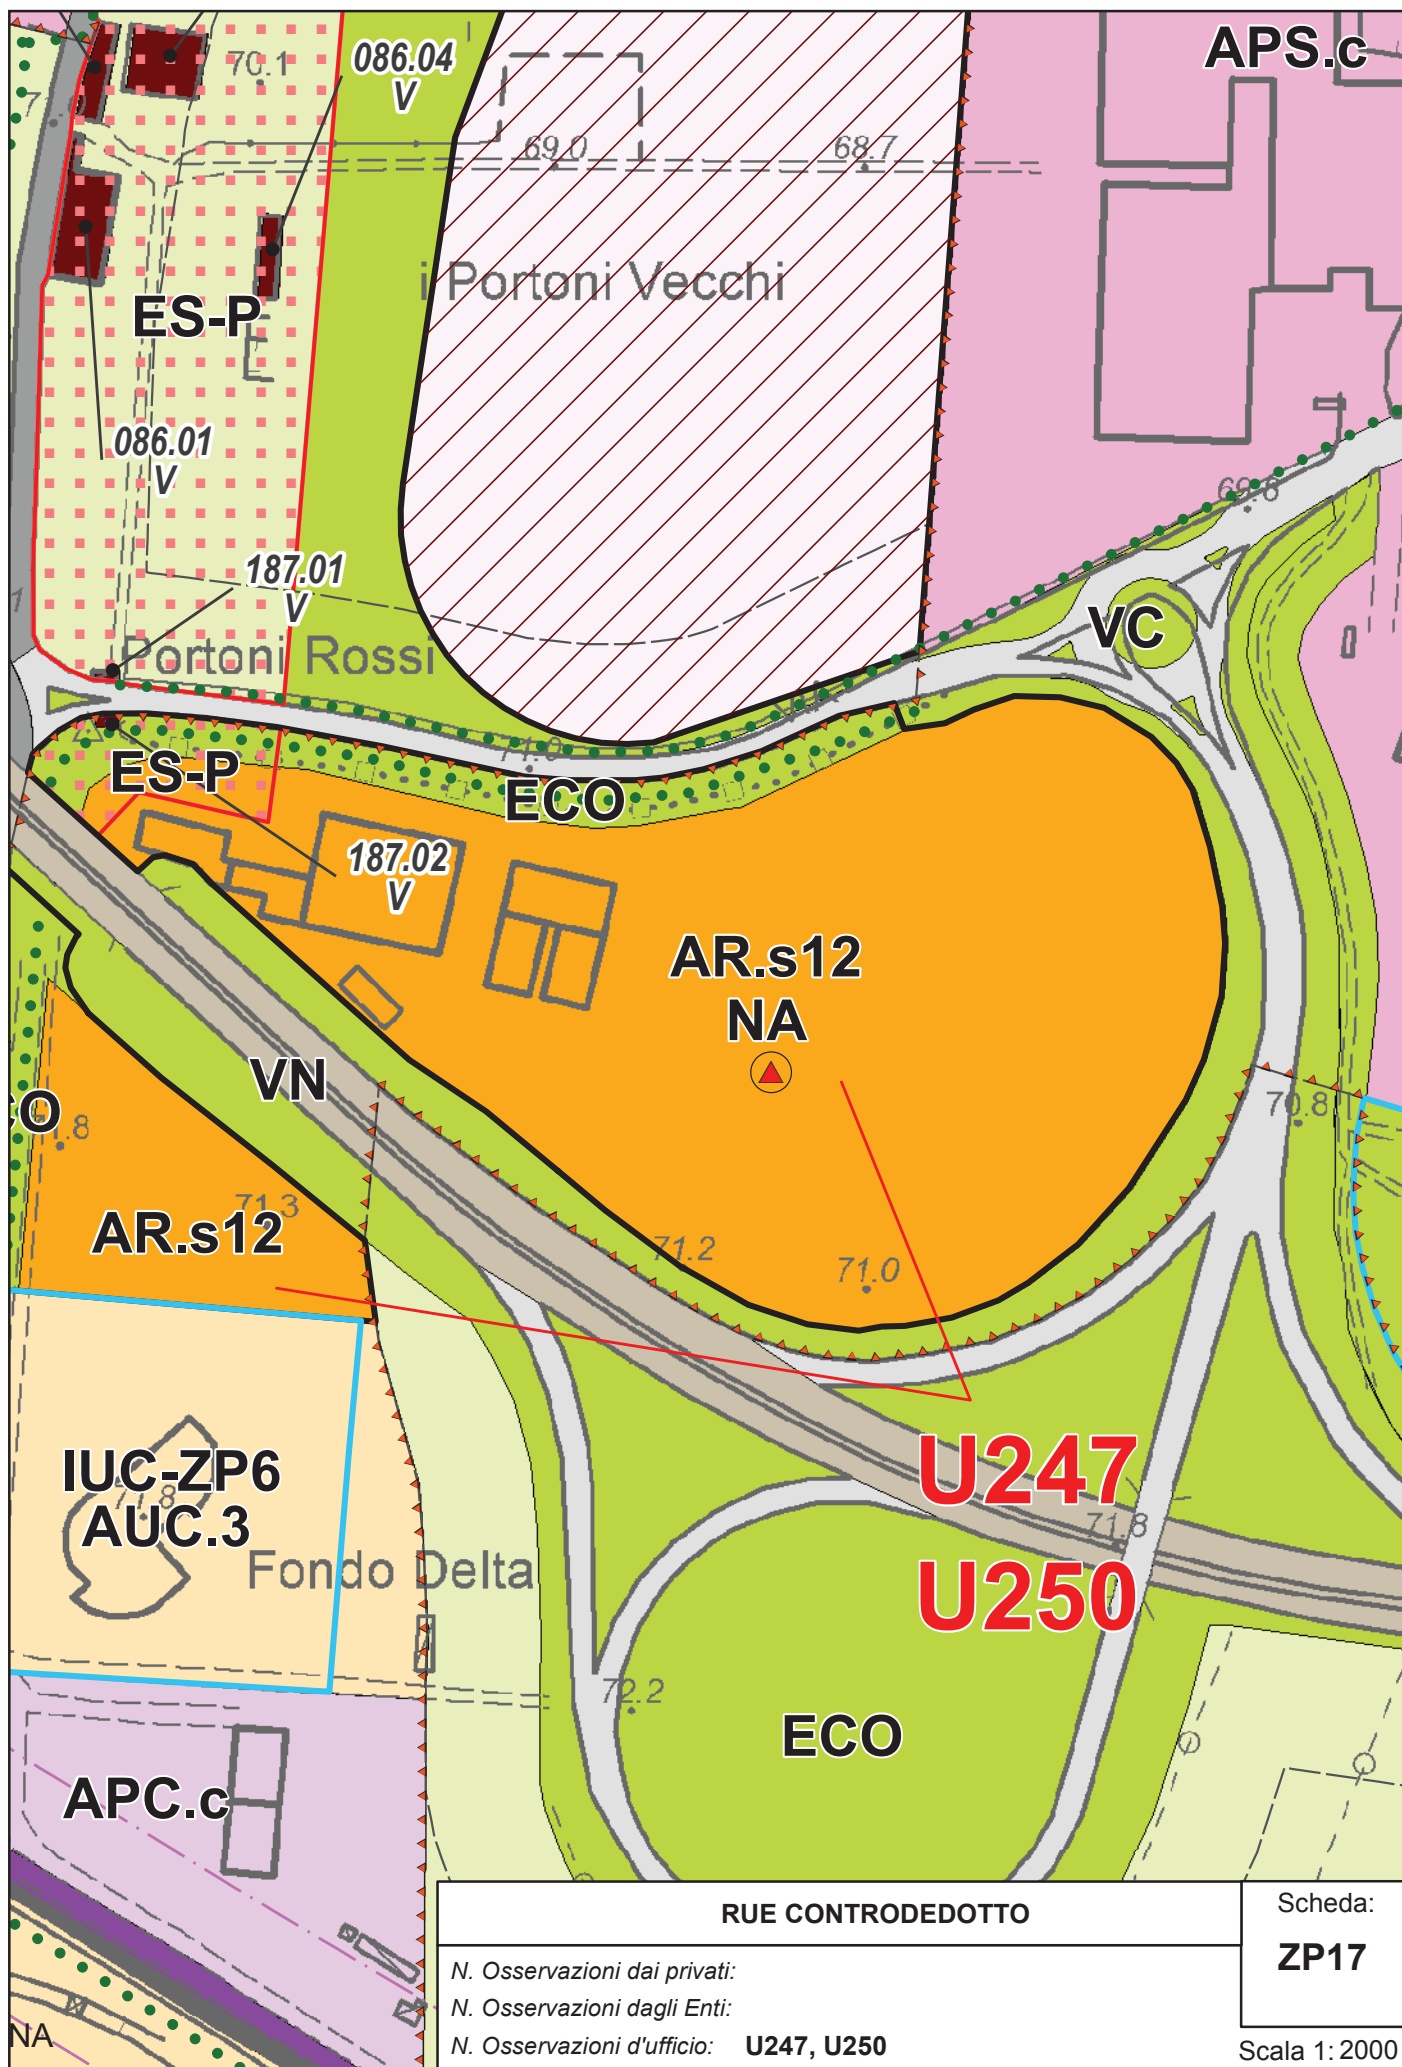 APS.c
086.04
V
70.1
69.0
68.7
i Portoni Vecchi
ES-P
086.01
V
69.8
187.01
V
Portoni Rossi
VC
ES-P
ECO
187.02
V
AR.s12
NA
VN
70.8
71.3
AR.s12
71.2
71.0
IUC-ZP6
71.8
AUC.3
U247
71.8
Fondo Delta
U250
72.2
ECO
APC.c
NA
RUE CONTRODEDOTTO
Scheda:
ZP17
N. Osservazioni dai privati:
N. Osservazioni dagli Enti:
N. Osservazioni d'ufficio: U247, U250
Scala 1: 2000